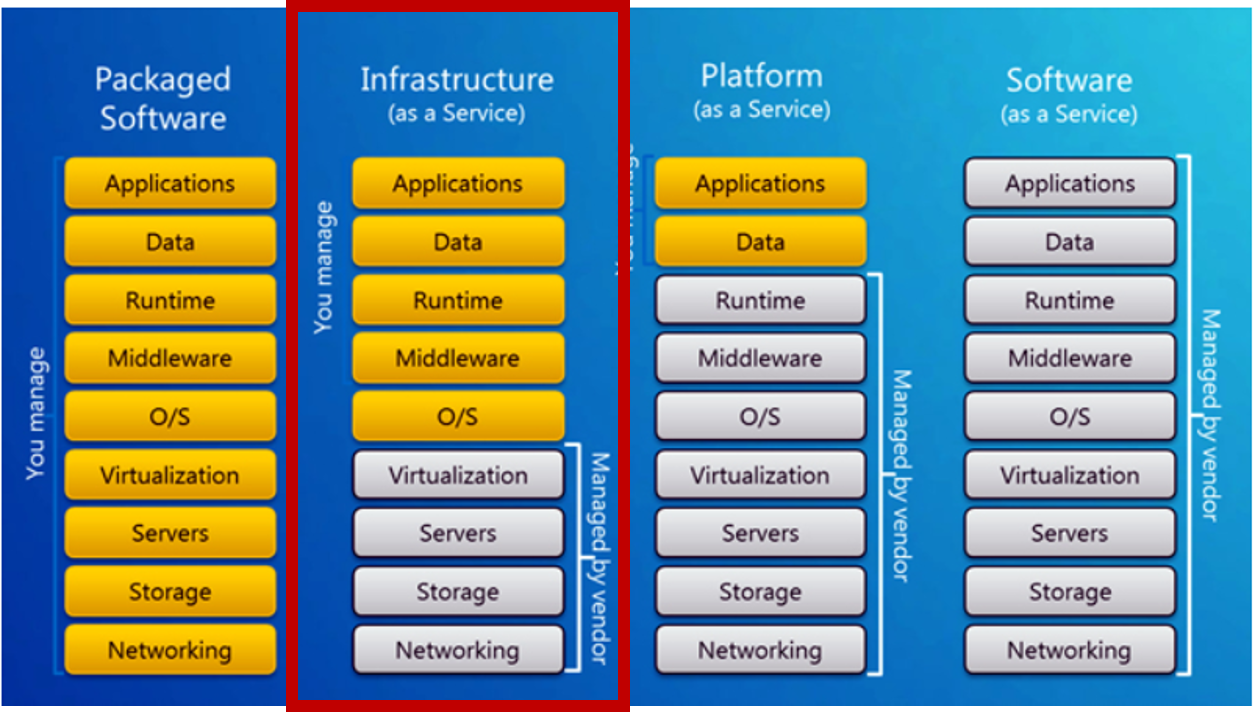 Packaged
Software
You manage
Applications
Data
Runtime
Middleware
O/S
Virtualization
Servers
Storage
Networking
Infrastructure
(as a Service)
You manage
Applications
Data
Runtime
Middleware
O/S
Virtualization
Servers
Storage
Networking
Managed by vendor
Platform
(as a Service)
You manage
Applications
Data
Runtime
Middleware
O/S
Virtualization
Servers
Storage
Networking
Managed by vendor
Software
(as a Service)
Applications
Data
Runtime
Middleware
O/S
Virtualization
Servers
Storage
Networking
Managed by vendor